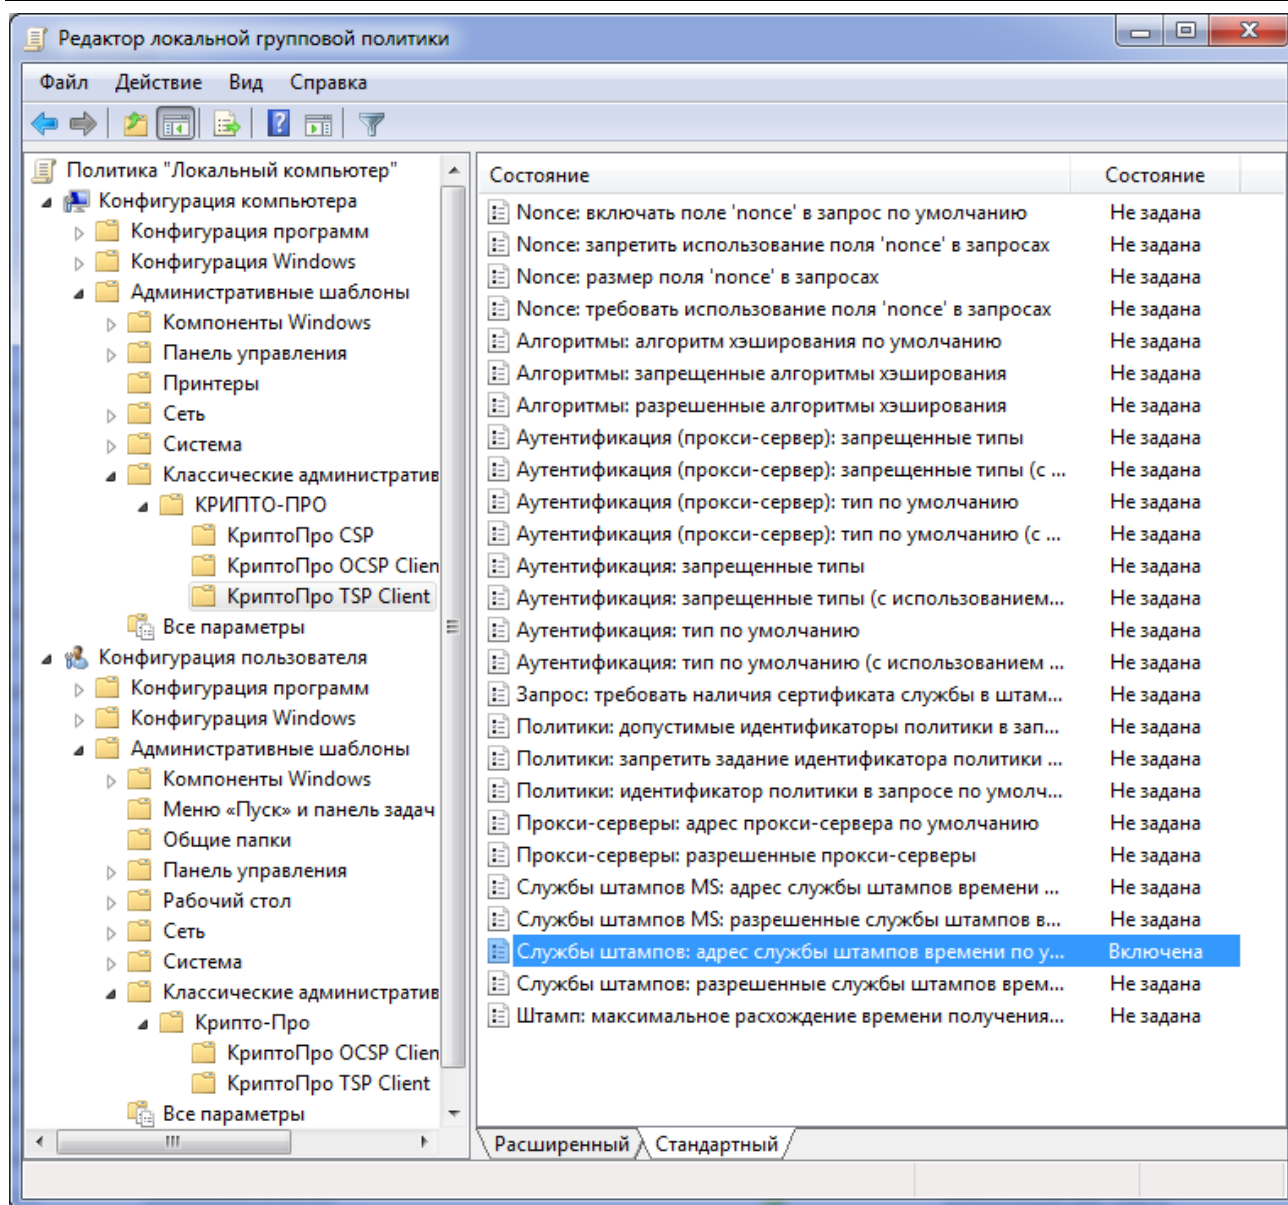 Редактор локальной групповой политики
Файл Действие Вид Справка
Политика "Локальный компьютер"
Конфигурация компьютера
Конфигурация программ
Конфигурация Windows
Административные шаблоны
Компоненты Windows
Панель управления
Принтеры
Сеть
Система
Классические административ
КРИПТО-ПРО
КриптоПро CSP
КриптоПро OCSP Clien
КриптоПро TSP Client
Все параметры
Конфигурация пользователя
Конфигурация программ
Конфигурация Windows
Административные шаблоны
Компоненты Windows
Меню «Пуск» и панель задач
Общие папки
Панель управления
Рабочий стол
Сеть
Система
Классические административ
Крипто-Про
КриптоПро OCSP Clien
КриптоПро TSP Client
Все параметры
Состояние Состояние
Nonce: включать поле 'nonce' в запрос по умолчанию Не задана
Nonce: запретить использование поля 'nonce' в запросах Не задана
Nonce: размер поля 'nonce' в запросах Не задана
Nonce: требовать использование поля 'nonce' в запросах Не задана
Алгоритмы: алгоритм хэширования по умолчанию Не задана
Алгоритмы: запрещенные алгоритмы хэширования Не задана
Алгоритмы: разрешенные алгоритмы хэширования Не задана
Аутентификация (прокси-сервер): запрещенные типы Не задана
Аутентификация (прокси-сервер): запрещенные типы (с ... Не задана
Аутентификация (прокси-сервер): тип по умолчанию Не задана
Аутентификация (прокси-сервер): тип по умолчанию (с ... Не задана
Аутентификация: запрещенные типы Не задана
Аутентификация: запрещенные типы (с использованием... Не задана
Аутентификация: тип по умолчанию Не задана
Аутентификация: тип по умолчанию (с использованием ... Не задана
Запрос: требовать наличия сертификата службы в штам... Не задана
Политики: допустимые идентификаторы политики в зап... Не задана
Политики: запретить задание идентификатора политики ... Не задана
Политики: идентификатор политики в запросе по умолч... Не задана
Прокси-серверы: адрес прокси-сервера по умолчанию Не задана
Прокси-серверы: разрешенные прокси-серверы Не задана
Службы штампов MS: адрес службы штампов времени ... Не задана
Службы штампов MS: разрешенные службы штампов в... Не задана
Службы штампов: адрес службы штампов времени по у... Включена
Службы штампов: разрешенные службы штампов врем... Не задана
Штамп: максимальное расхождение времени получения... Не задана
Расширенный Стандартный